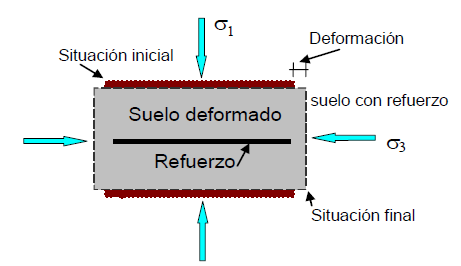 σ1
Deformación
Situación inicial
suelo con refuerzo
Suelo deformado
σ3
Refuerzo
Situación final